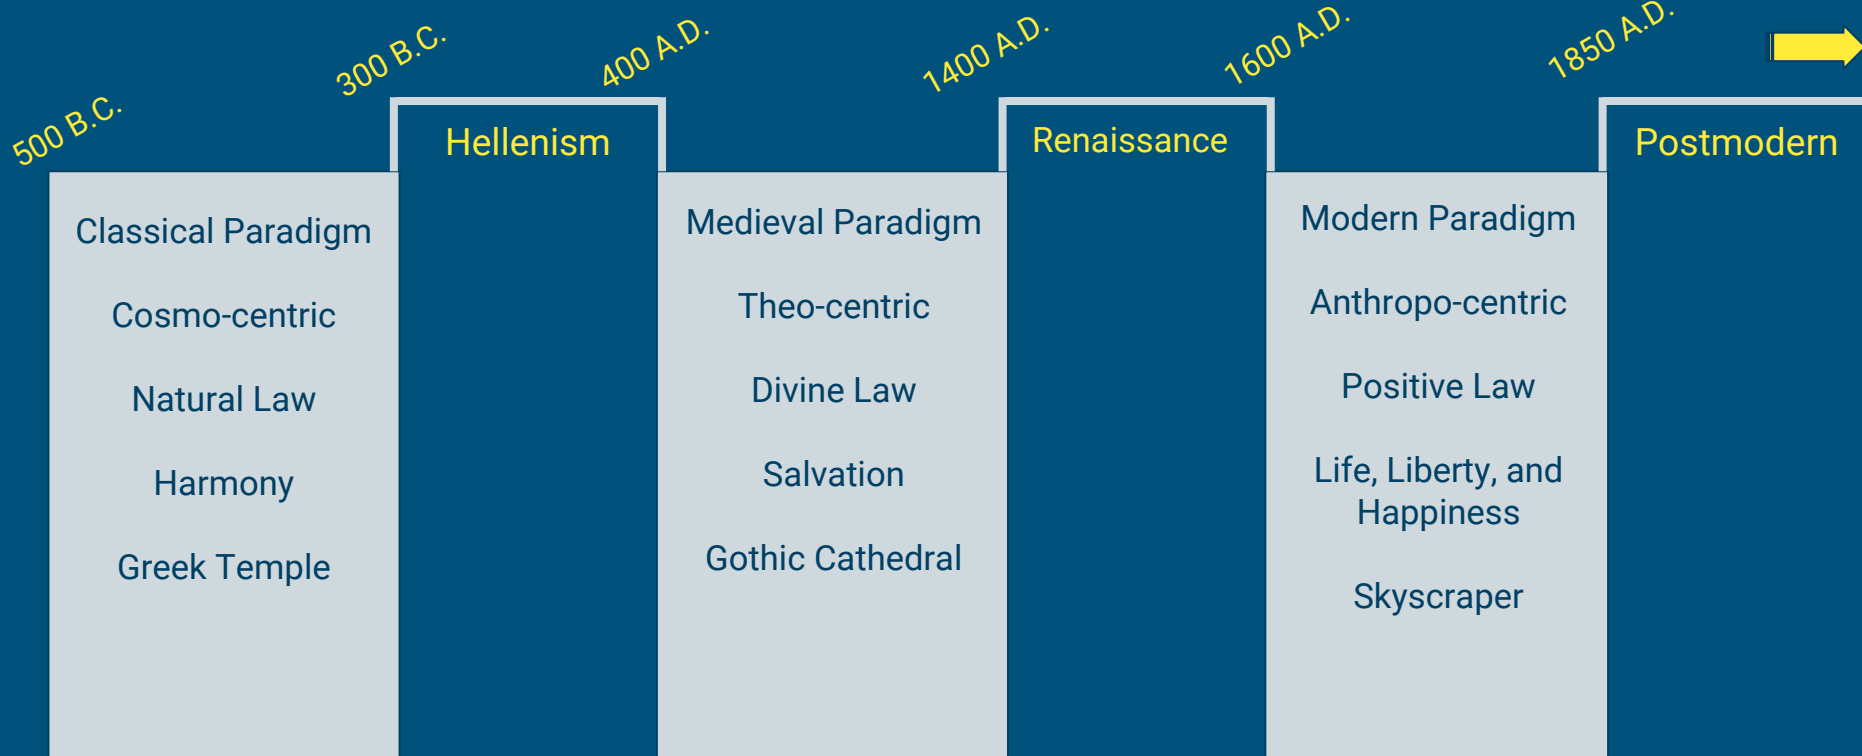 500 B.C.
300 B.C.
400 A.D.
1400 A.D.
1600 A.D.
1850 A.D.
Hellenism
Renaissance
Postmodern
Classical Paradigm
Cosmo-centric
Natural Law
Harmony
Greek Temple
Medieval Paradigm
Theo-centric
Divine Law
Salvation
Gothic Cathedral
Modern Paradigm
Anthropo-centric
Positive Law
Life, Liberty, and
Happiness
Skyscraper